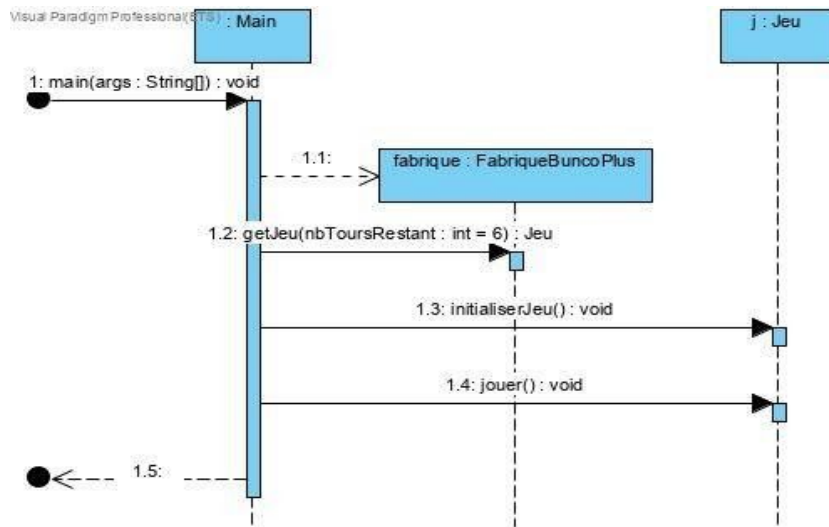 Visual Paradigm Professional(ETS)
: Main
j : Jeu
1: main(args : String[]) : void
1.1:
fabrique : FabriqueBuncoPlus
1.2: getJeu(nbToursRestant : int = 6) : Jeu
1.3: initialiserJeu() : void
1.4: jouer() : void
1.5: